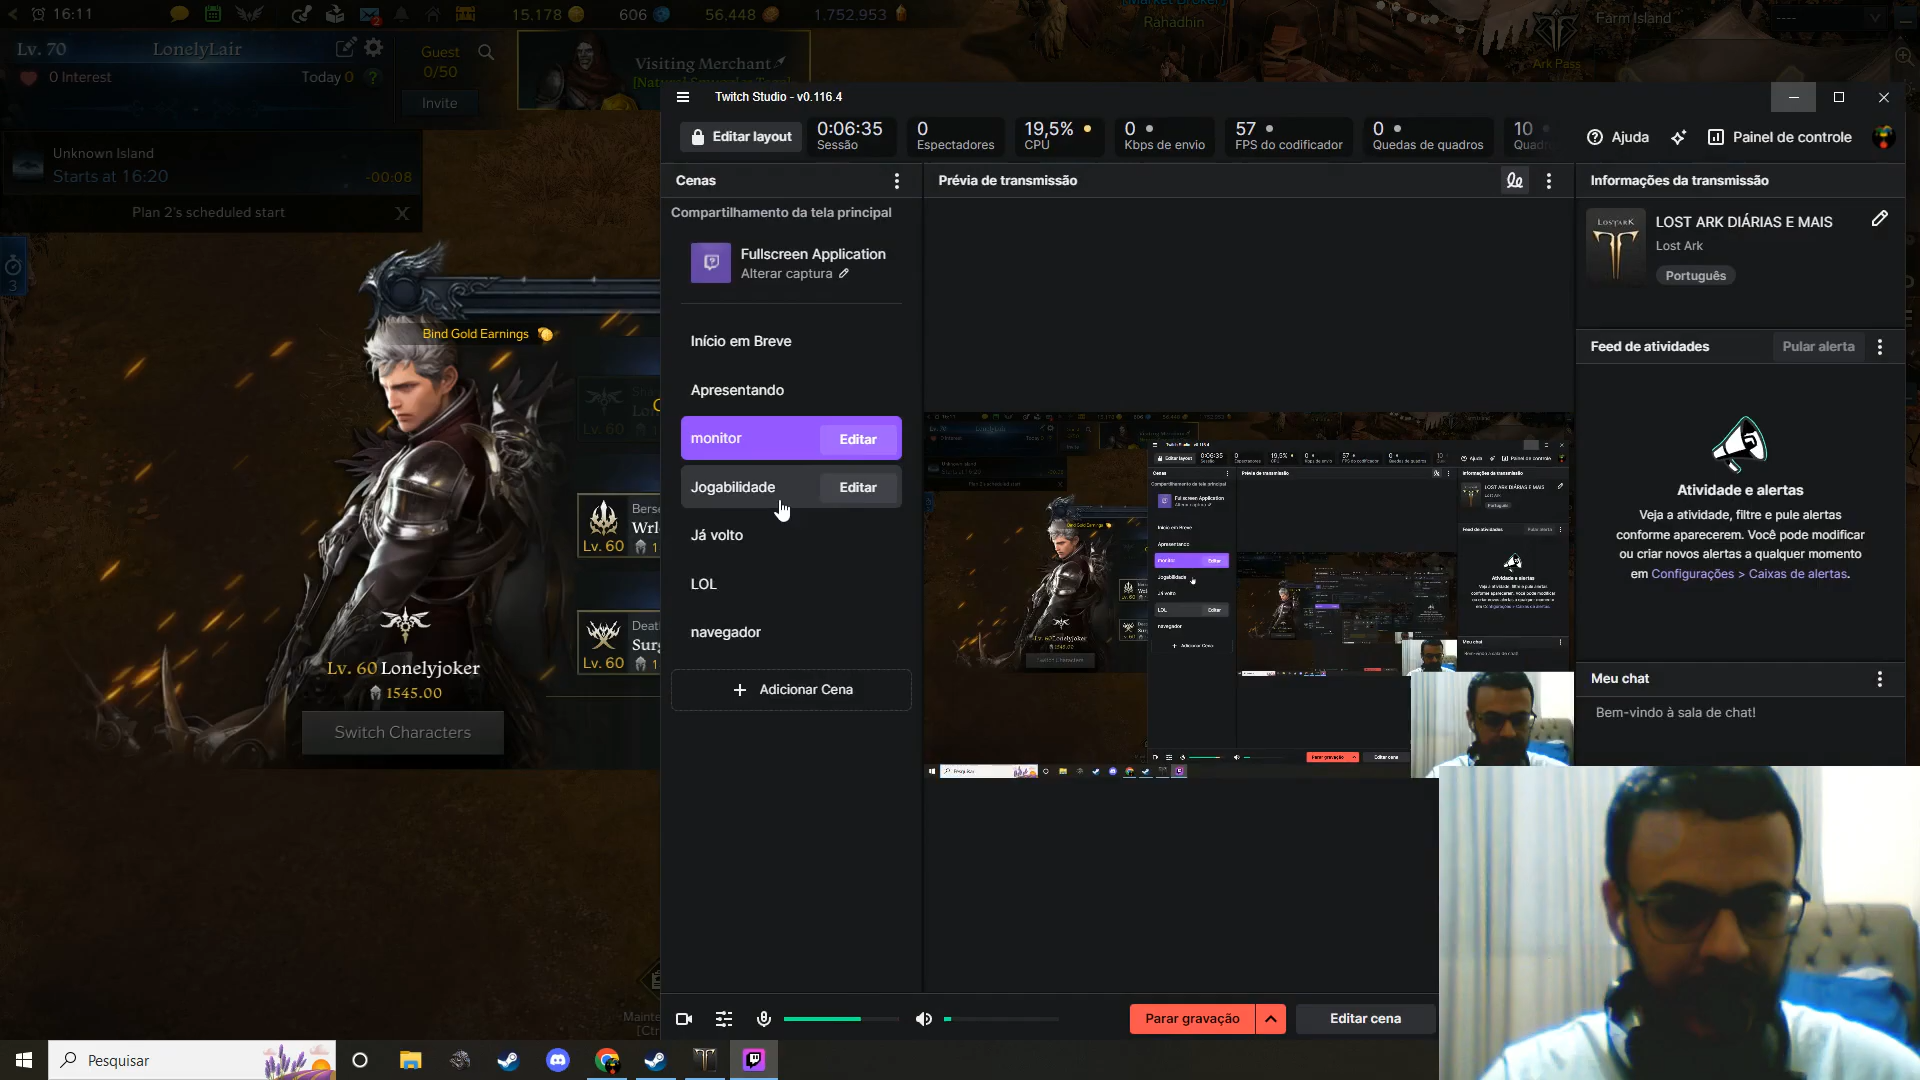 16:11
2
15,178
606
56,448
1.752,953
Rahadhin
Farm Island
----
Ark Pass
Lv. 70
LonelyLair
Guest
0/50
0 Interest
Today 0
?
Invite
Visiting Merchant
Unknown Island
Starts at 16:20
-00:08
Plan 2's scheduled start
X
3
Bind Gold Earnings
Lv. 60
Lv. 60
Lv. 60 Lonelyjoker
1545.00
Switch Characters
Twitch Studio - v0.116.4
Editar layout
0:06:35
Sessão
0
Espectadores
19,5%
CPU
0
Kbps de envio
57
FPS do codificador
0
Quedas de quadros
10
Ajuda
Painel de controle
Cenas
Compartilhamento da tela principal
Fullscreen Application
Alterar captura
Início em Breve
Apresentando
monitor
Editar
Jogabilidade
Editar
Já volto
LOL
navegador
+ Adicionar Cena
Prévia de transmissão
Informações da transmissão
LOST ARK
LOST ARK DIÁRIAS E MAIS
Lost Ark
Português
Feed de atividades
Pular alerta
Atividade e alertas
Veja a atividade, filtre e pule alertas
conforme aparecerem. Você pode modificar
ou criar novos alertas a qualquer momento
em Configurações > Caixas de alertas.
Meu chat
Bem-vindo à sala de chat!
Parar gravação
Editar cena
Pesquisar